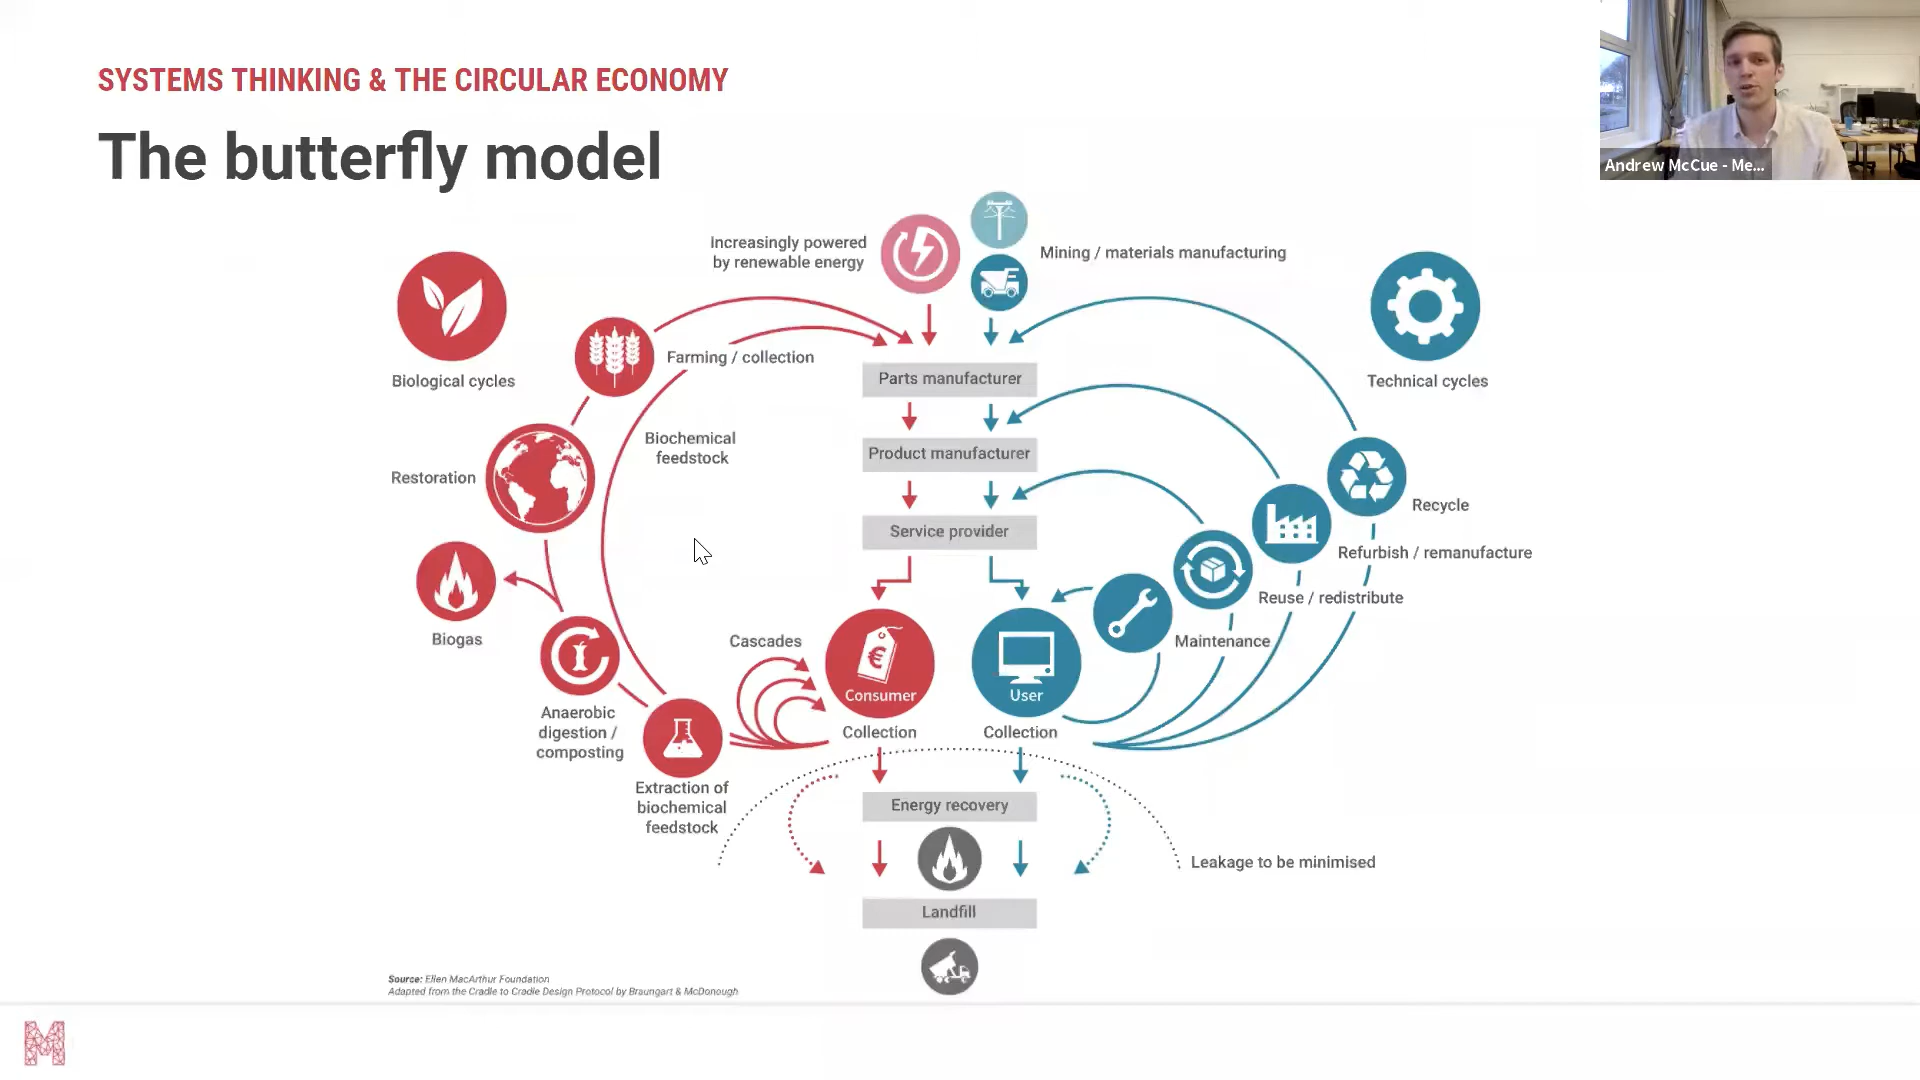 SYSTEMS THINKING & THE CIRCULAR ECONOMY
The butterfly model
Andrew McCue - Me...
Increasingly powered
by renewable energy
Mining / materials manufacturing
Biological cycles
Technical cycles
Farming / collection
Parts manufacturer
Biochemical
feedstock
Product manufacturer
Restoration
Recycle
Service provider
Refurbish / remanufacture
Reuse / redistribute
Biogas
Cascades
Maintenance
€
Consumer
User
Anaerobic
digestion /
composting
Collection
Collection
Extraction of
biochemical
feedstock
Energy recovery
Leakage to be minimised
Landfill
Source: Ellen MacArthur Foundation
Adapted from the Cradle to Cradle Design Protocol by Braungart & McDonough
M